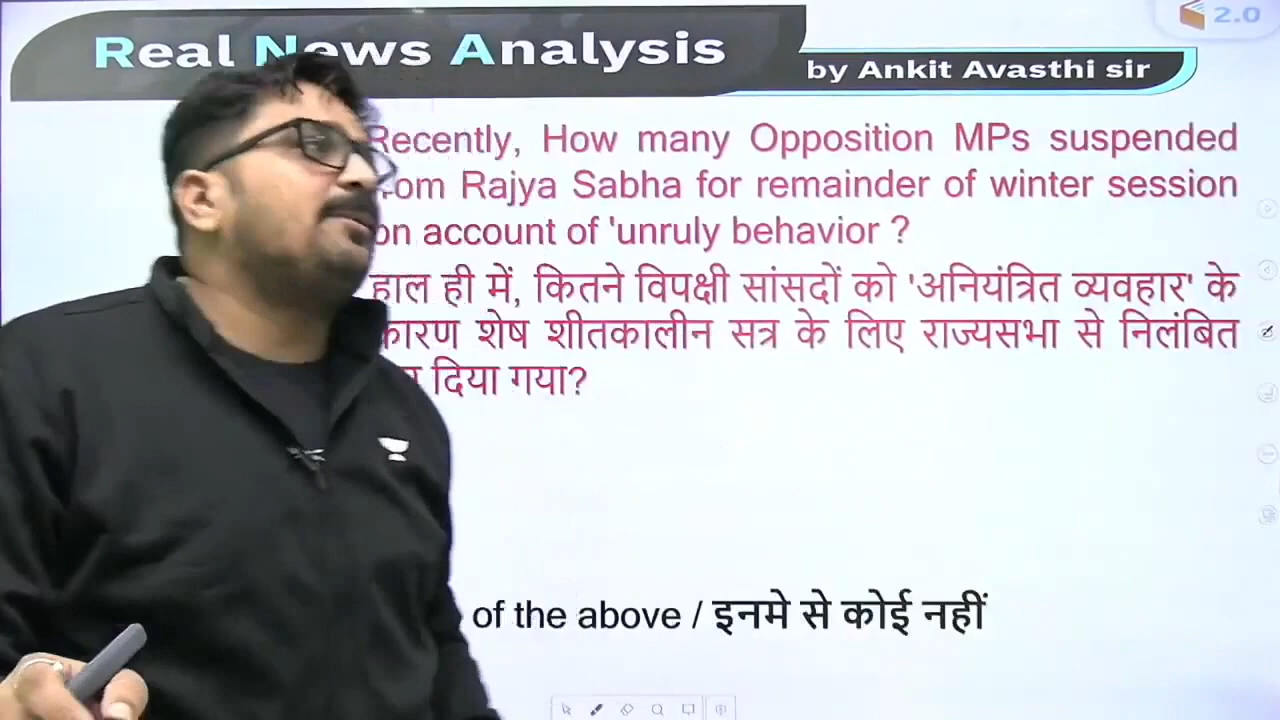 Real News Analysis
by Ankit Avasthi sir
2.0
Recently, How many Opposition MPs suspended
from Rajya Sabha for remainder of winter session
on account of 'unruly behavior ?
हाल ही में, कितने विपक्षी सांसदों को 'अनियंत्रित व्यवहार' के
कारण शेष शीतकालीन सत्र के लिए राज्यसभा से निलंबित
दिया गया?
of the above / इनमे से कोई नहीं